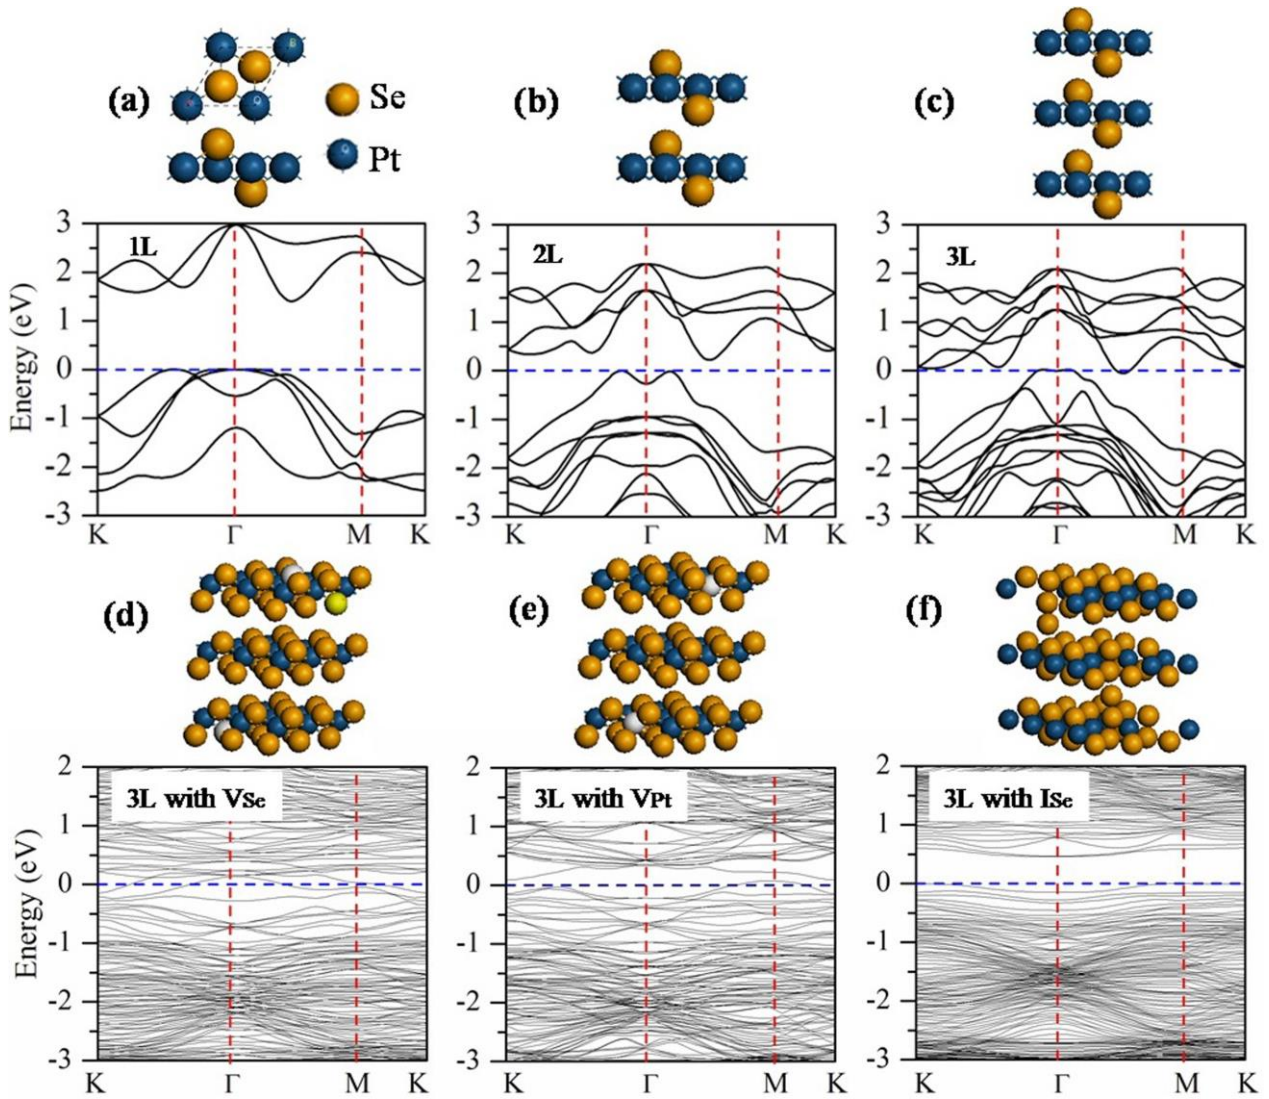 (a)
Se
Pt
(b)
(c)
Energy (eV)
3
2
1
0
-1
-2
-3
1L
K
Γ
M
K
3
2
1
0
-1
-2
-3
2L
K
Γ
M
K
3
2
1
0
-1
-2
-3
3L
K
Γ
M
K
(d)
(e)
(f)
Energy (eV)
2
1
0
-1
-2
-3
3L with VSe
K
Γ
M
K
2
1
0
-1
-2
-3
3L with VPt
K
Γ
M
K
2
1
0
-1
-2
-3
3L with ISe
K
Γ
M
K